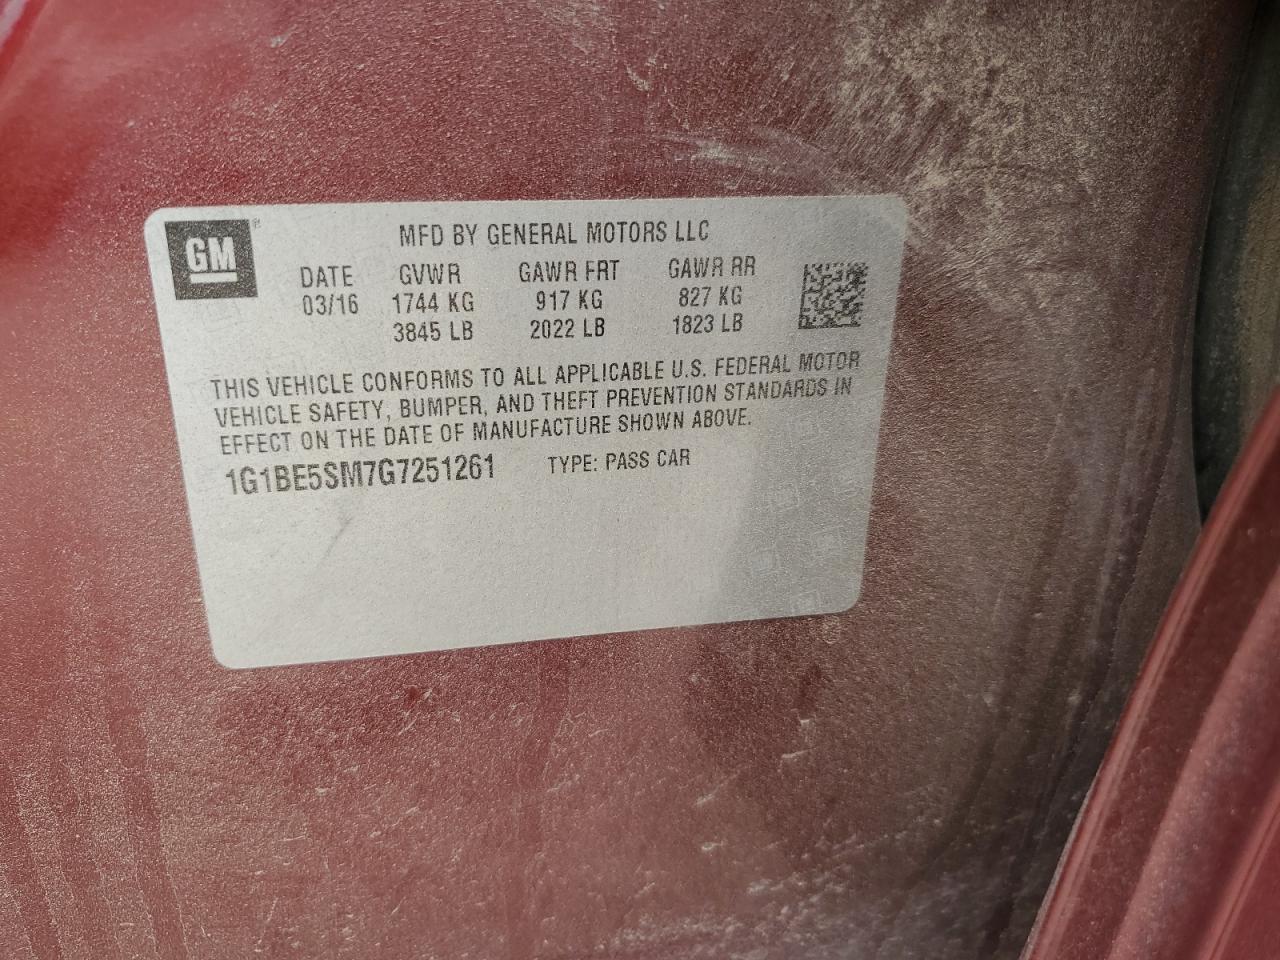 GM ®
MFD BY GENERAL MOTORS LLC
DATE GVWR GAWR FRT GAWR RR
03/16 1744 KG 917 KG 827 KG
3845 LB 2022 LB 1823 LB
THIS VEHICLE CONFORMS TO ALL APPLICABLE U.S. FEDERAL MOTOR
VEHICLE SAFETY, BUMPER, AND THEFT PREVENTION STANDARDS IN
EFFECT ON THE DATE OF MANUFACTURE SHOWN ABOVE.
1G1BE5SM7G7251261 TYPE: PASS CAR